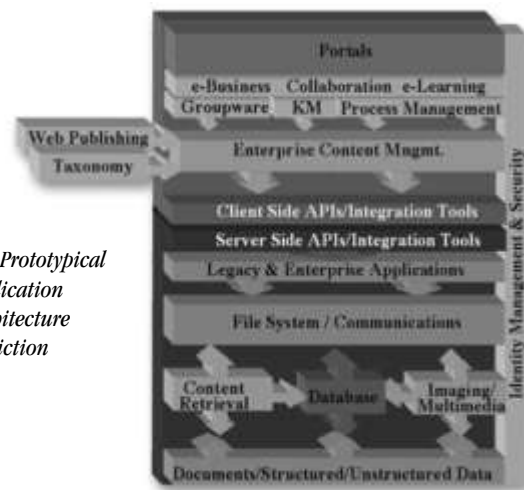 Portals
e-Business Collaboration e-Learning
Groupware KM Process Management
Web Publishing
Taxonomy
Enterprise Content Mngmt.
Client Side APIs/Integration Tools
Server Side APIs/Integration Tools
Legacy & Enterprise Applications
File System / Communications
Content
Retrieval
Database
Imaging/
Multimedia
Documents/Structured/Unstructured Data
Identity Management & Security
Prototypical
lication
hitecture
iction